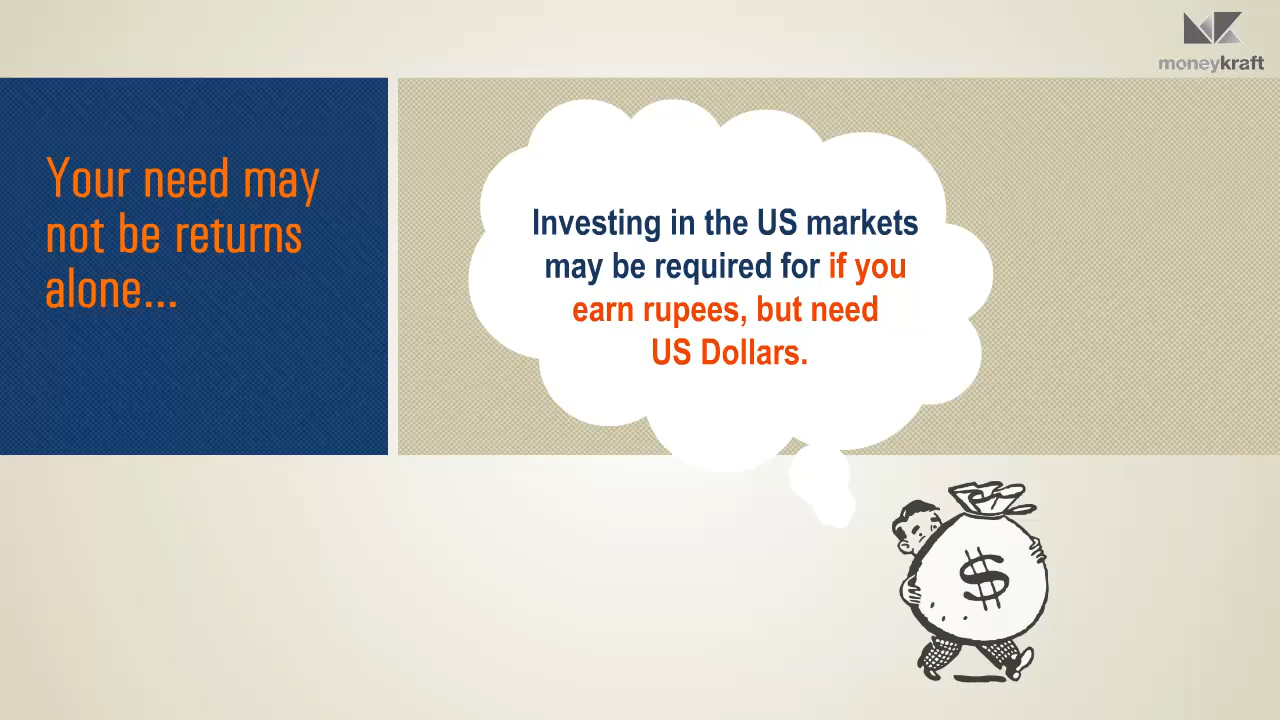 moneykraft
Your need may
not be returns
alone...
Investing in the US markets
may be required for if you
earn rupees, but need
US Dollars.
$